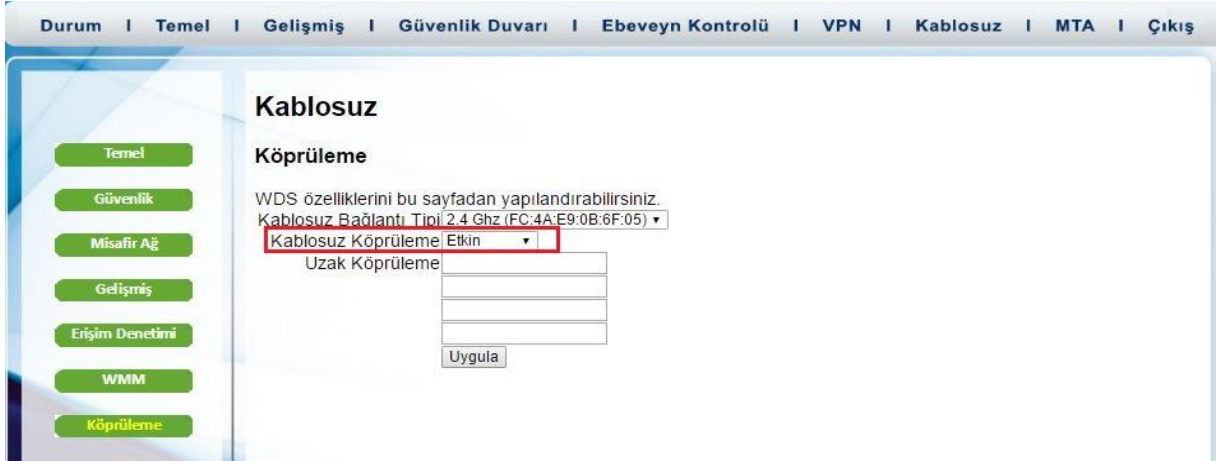 Durum I Temel I Gelişmiş I Güvenlik Duvarı I Ebeveyn Kontrolü I VPN I Kablosuz I MTA I Çıkış
Kablosuz
Temel
Güvenlik
Misafir Ağ
Gelişmiş
Erişim Denetimi
WMM
Köprüleme
Köprüleme
WDS özelliklerini bu sayfadan yapılandırabilirsiniz.
Kablosuz Bağlantı Tipi 2.4 Ghz (FC:4A:E9:0B:6F:05)
Kablosuz Köprüleme Etkin
Uzak Köprüleme
Uygula